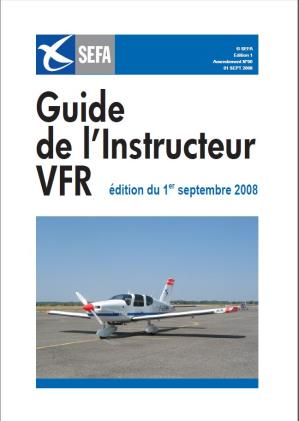 SEFA
© SEFA
Edition 1
Amendement N°00
01 SEPT 2008
Guide
de l'Instructeur
VFR édition du 1er septembre 2008